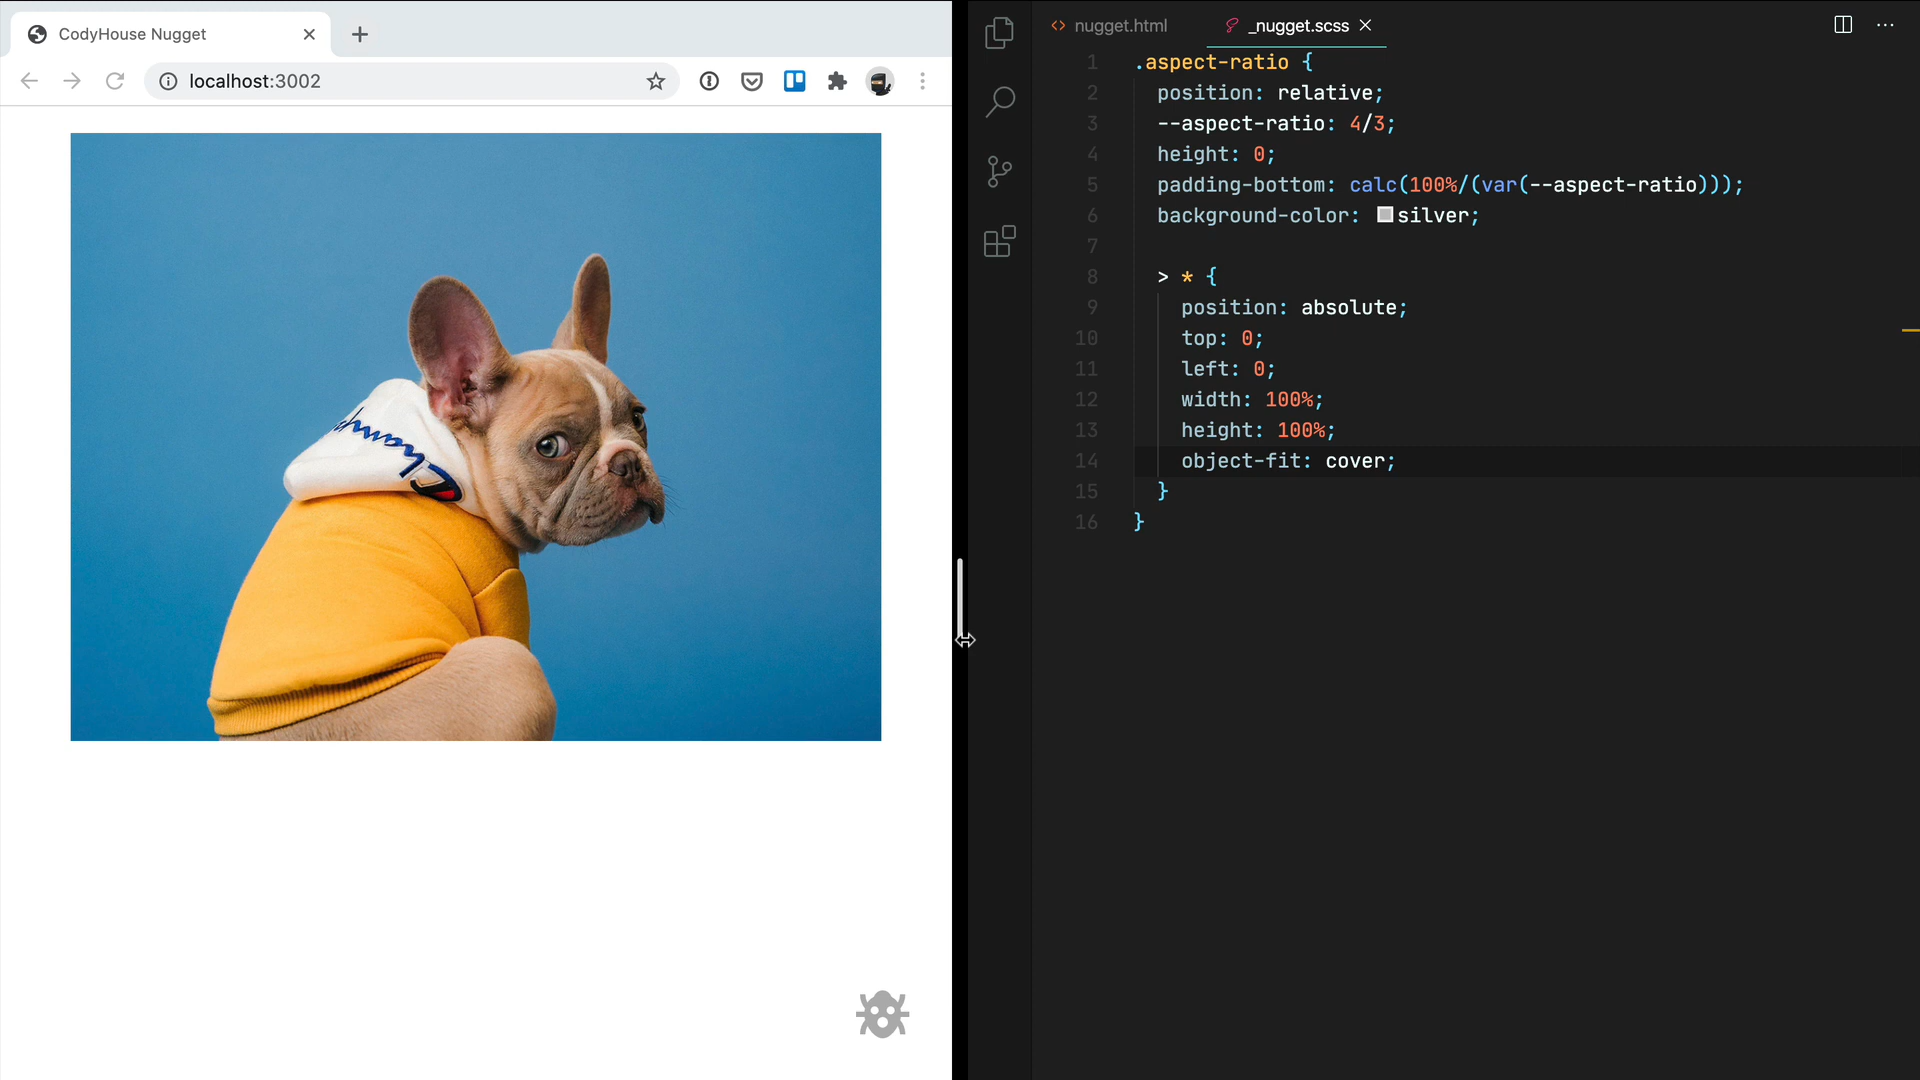 CodyHouse Nugget
localhost:3002
nugget.html
_nugget.scss
1 .aspect-ratio {
2 position: relative;
3 --aspect-ratio: 4/3;
4 height: 0;
5 padding-bottom: calc(100%/(var(--aspect-ratio)));
6 background-color: silver;
7
8 > * {
9 position: absolute;
10 top: 0;
11 left: 0;
12 width: 100%;
13 height: 100%;
14 object-fit: cover;
15 }
16 }